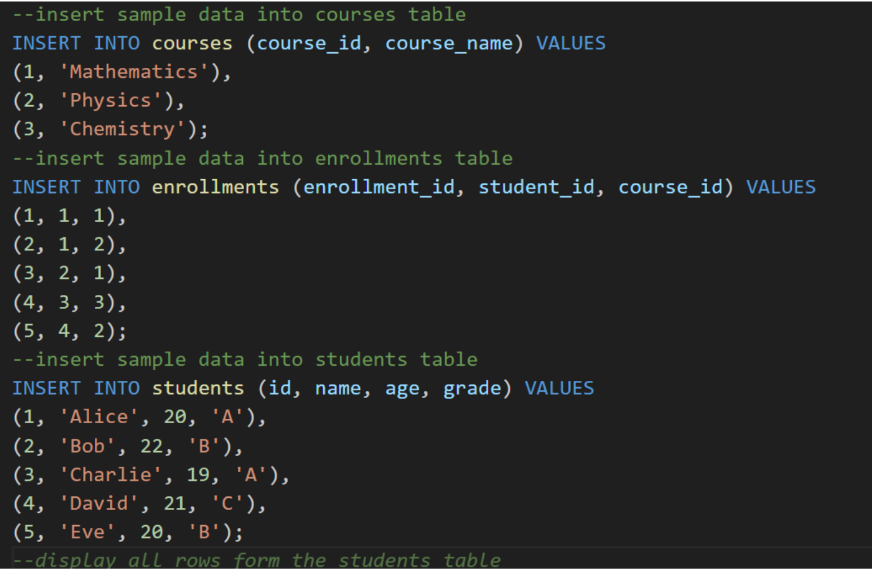 --insert sample data into courses table
INSERT INTO courses (course_id, course_name) VALUES
(1, 'Mathematics'),
(2, 'Physics'),
(3, 'Chemistry');
--insert sample data into enrollments table
INSERT INTO enrollments (enrollment_id, student_id, course_id) VALUES
(1, 1, 1),
(2, 1, 2),
(3, 2, 1),
(4, 3, 3),
(5, 4, 2);
--insert sample data into students table
INSERT INTO students (id, name, age, grade) VALUES
(1, 'Alice', 20, 'A'),
(2, 'Bob', 22, 'B'),
(3, 'Charlie', 19, 'A'),
(4, 'David', 21, 'C'),
(5, 'Eve', 20, 'B');
--display all rows form the students table